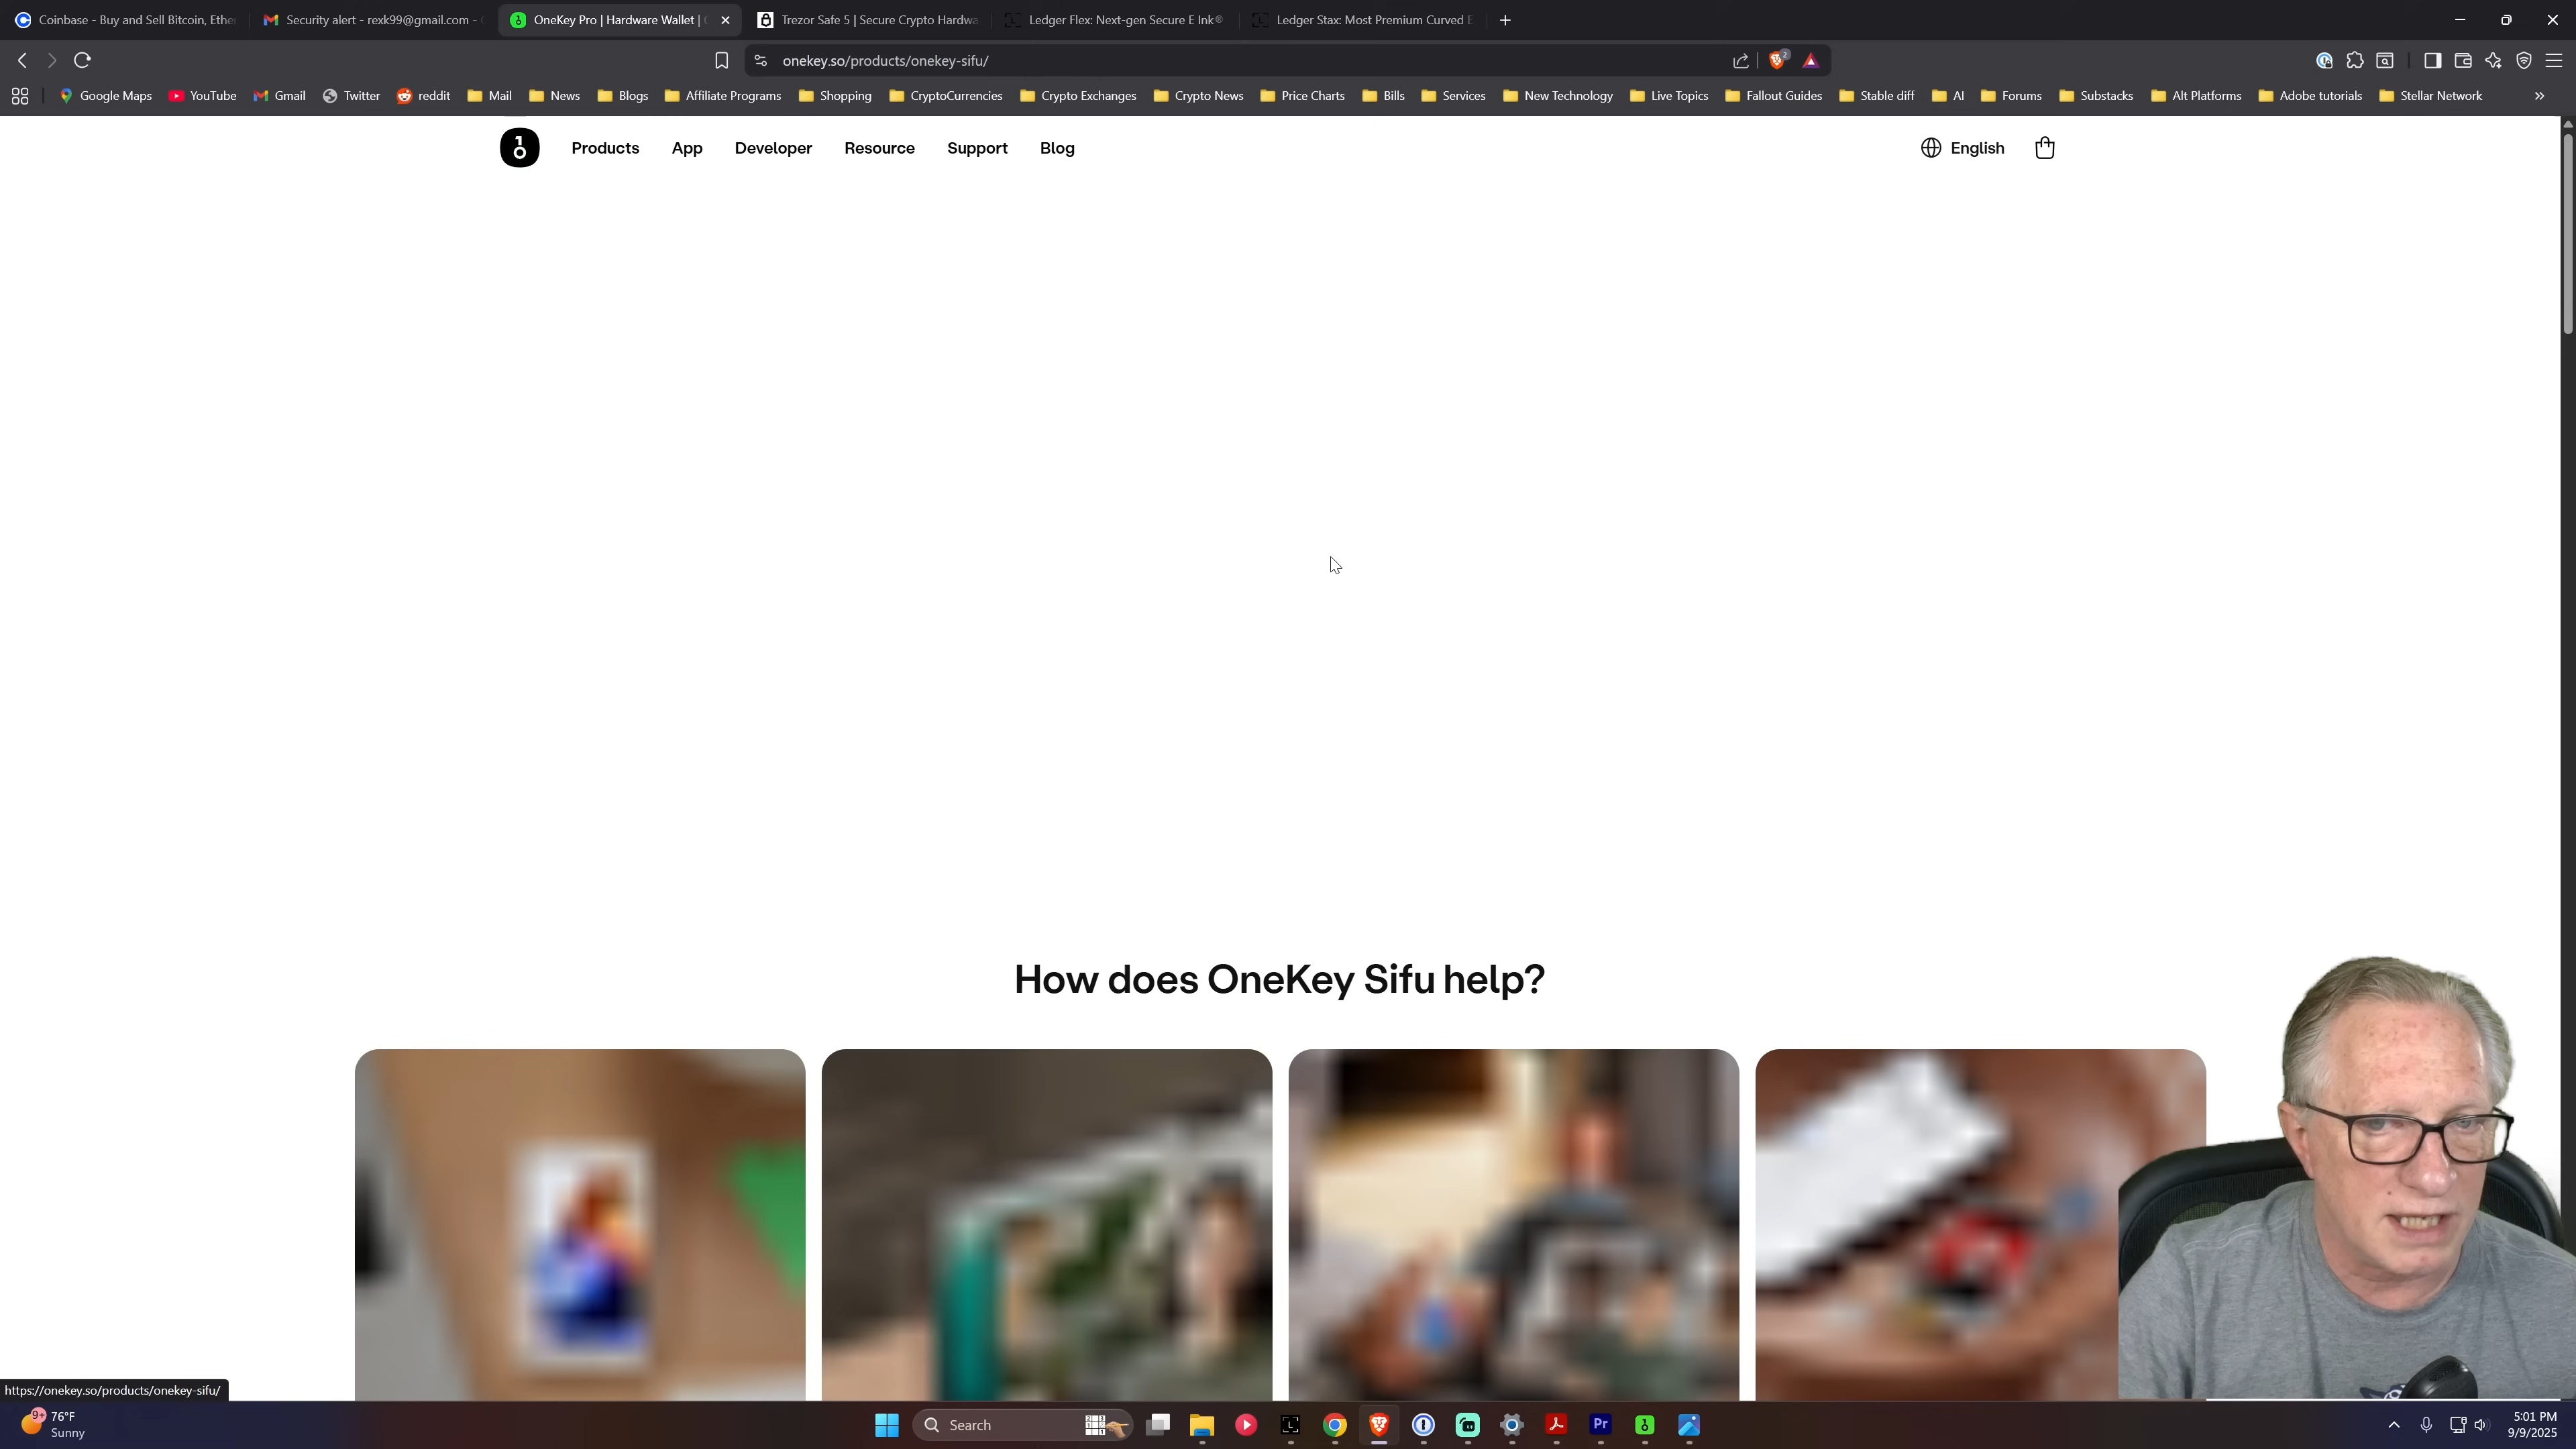 Coinbase - Buy and Sell Bitcoin, Ether
Security alert - rexk99@gmail.com -
OneKey Pro | Hardware Wallet |
Trezor Safe 5 | Secure Crypto Hardwa
Ledger Flex: Next-gen Secure E Ink®
Ledger Stax: Most Premium Curved E
onekey.so/products/onekey-sifu/
2
Google Maps YouTube Gmail Twitter reddit Mail News Blogs Affiliate Programs Shopping CryptoCurrencies Crypto Exchanges Crypto News Price Charts Bills Services New Technology Live Topics Fallout Guides Stable diff AI Forums Substacks Alt Platforms Adobe tutorials Stellar Network
Products App Developer Resource Support Blog English
How does OneKey Sifu help?
https://onekey.so/products/onekey-sifu/
9+
76°F
Sunny
Search
Pr
5:01 PM
9/9/2025